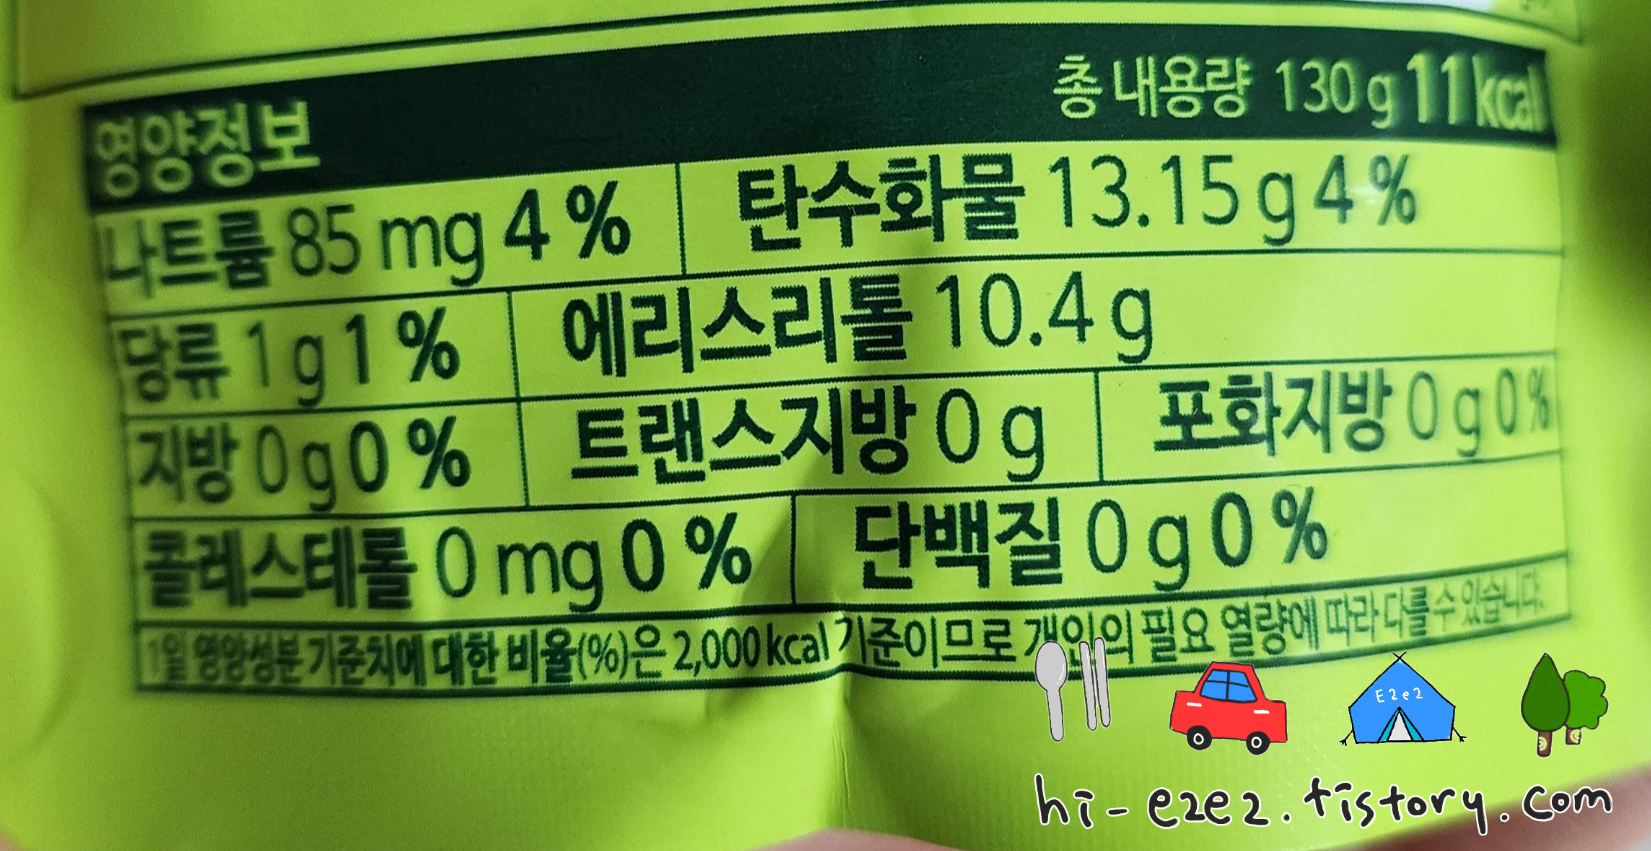 영양정보 총 내용량 130 g 11 kcal
나트륨 85 mg 4 % 탄수화물 13.15 g 4 %
당류 1 g 1 % 에리스리톨 10.4 g
지방 0 g 0 % 트랜스지방 0 g 포화지방 0 g 0 %
콜레스테롤 0 mg 0 % 단백질 0 g 0 %
1일 영양성분 기준치에 대한 비율(%)은 2,000 kcal 기준이므로 개인의 필요 열량에 따라 다를 수 있습니다.
E2e2
hi-e2e2.tistory.com